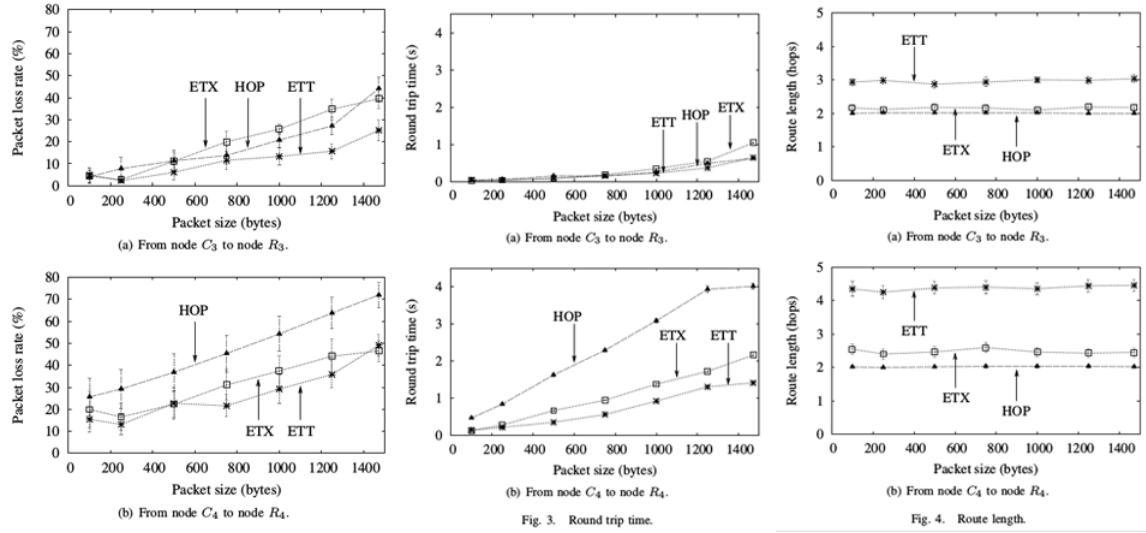 80
70
60
50
40
30
20
10
0
Packet loss rate (%)
ETX HOP ETT
0 200 400 600 800 1000 1200 1400
Packet size (bytes)
(a) From node C3 to node R3.
4
3
2
1
0
Round trip time (s)
ETT HOP ETX
0 200 400 600 800 1000 1200 1400
Packet size (bytes)
(a) From node C3 to node R3.
5
4
3
2
1
0
Route length (hops)
ETT
ETX HOP
0 200 400 600 800 1000 1200 1400
Packet size (bytes)
(a) From node C3 to node R3.
80
70
60
50
40
30
20
10
0
Packet loss rate (%)
HOP
ETX ETT
0 200 400 600 800 1000 1200 1400
Packet size (bytes)
(b) From node C4 to node R4.
4
3
2
1
0
Round trip time (s)
HOP ETX ETT
0 200 400 600 800 1000 1200 1400
Packet size (bytes)
(b) From node C4 to node R4.
Fig. 3. Round trip time.
5
4
3
2
1
0
Route length (hops)
ETT
ETX HOP
0 200 400 600 800 1000 1200 1400
Packet size (bytes)
(b) From node C4 to node R4.
Fig. 4. Route length.